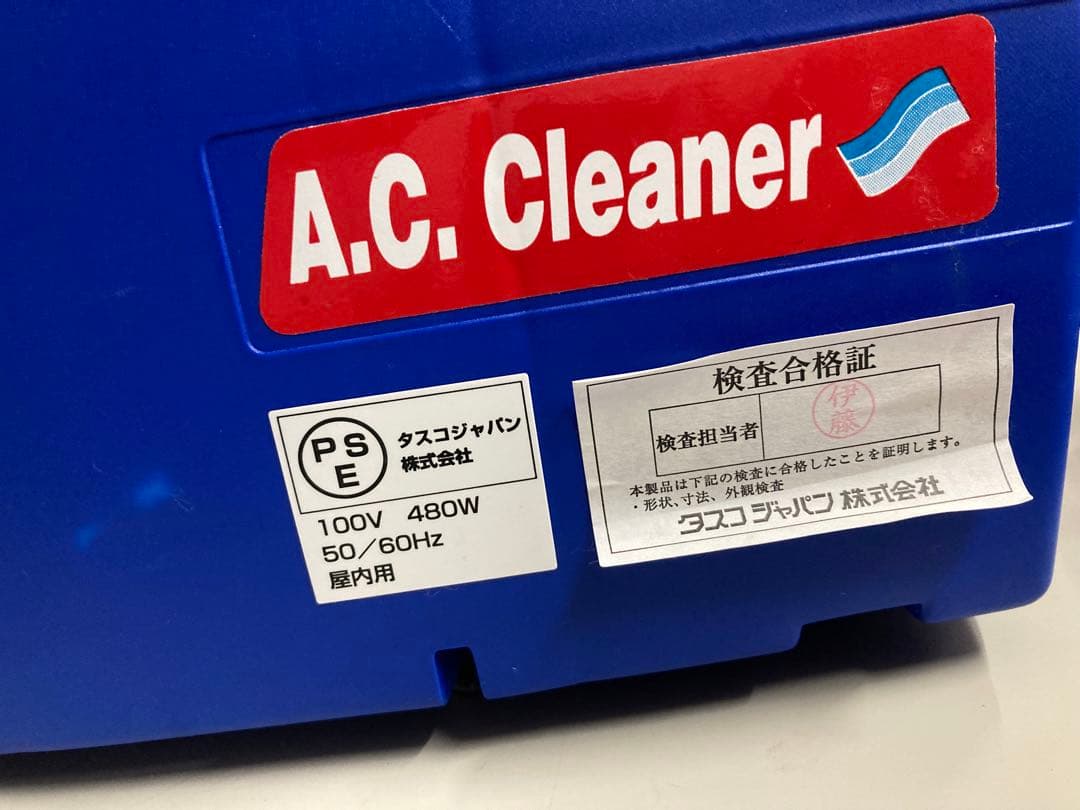 A.C. Cleaner
PS
E
タスコジャパン
株式会社
100V 480W
50/60Hz
屋内用
検査合格証
検査担当者
伊
藤
本製品は下記の検査に合格したことを証明します。
・形状、寸法、外観検査
タスコ ジャパン 株式会社